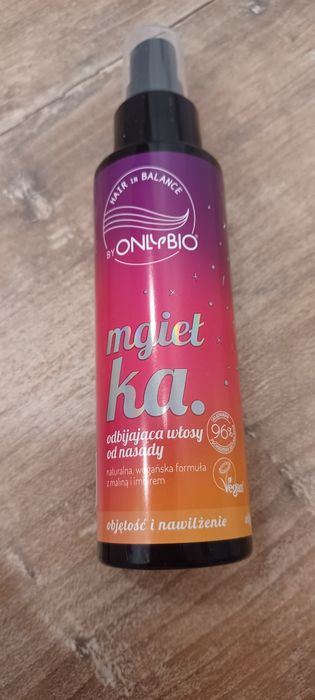 HAIR IN BALANCE
BY ONLYBIO®
mgieł
ka.
odbijająca włosy
od nasady
naturalna, wegańska formuła
z maliną i imbirem
96%
Vegan
objętość i nawilżenie